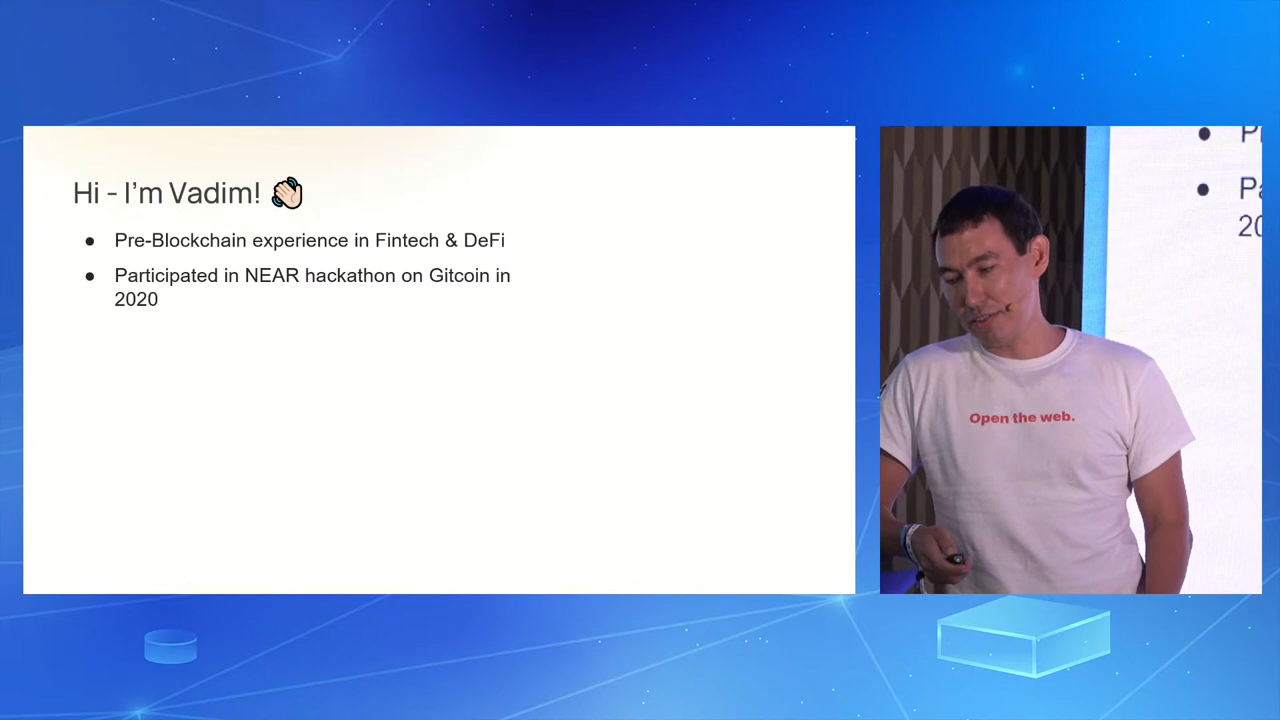 Hi - I'm Vadim! 👋🏻
● Pre-Blockchain experience in Fintech & DeFi
● Participated in NEAR hackathon on Gitcoin in
2020
Open the web.